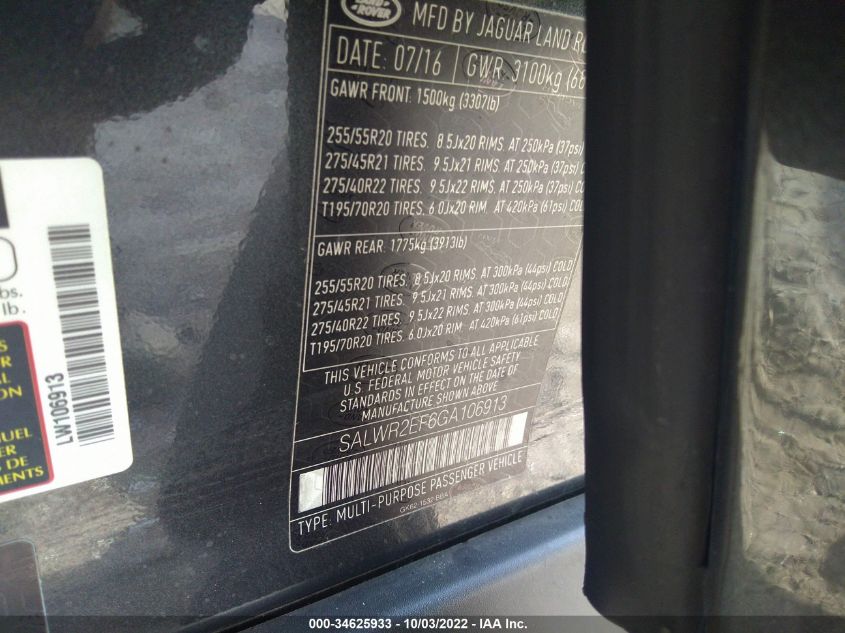 ROVER
MFD BY JAGUAR LAND
DATE: 07/16 GWR: 3100kg
GAWR FRONT: 1500kg (3307lb)
255/55R20 TIRES. 8.5Jx20 RIMS. AT 250kPa (37psi)
275/45R21 TIRES. 9.5Jx21 RIMS. AT 250kPa (37psi)
275/40R22 TIRES. 9.5Jx22 RIMS. AT 250kPa (37psi)
T195/70R20 TIRES. 6.0Jx20 RIM. AT 420kPa (61psi) COLD
GAWR REAR: 1775kg (3913lb)
255/55R20 TIRES. 8.5Jx20 RIMS. AT 300kPa (44psi) COLD
275/45R21 TIRES. 9.5Jx21 RIMS. AT 300kPa (44psi) COLD
275/40R22 TIRES. 9.5Jx22 RIMS. AT 300kPa (44psi) COLD
T195/70R20 TIRES. 6.0Jx20 RIM. AT 420kPa (61psi) COLD
THIS VEHICLE CONFORMS TO ALL APPLICABLE
U.S. FEDERAL MOTOR VEHICLE SAFETY
STANDARDS IN EFFECT ON THE DATE OF
MANUFACTURE SHOWN ABOVE
SALWR2EF6GA106913
TYPE: MULTI-PURPOSE PASSENGER VEHICLE
lb.
LW106913
DE
000-34625933 - 10/03/2022 - IAA Inc.